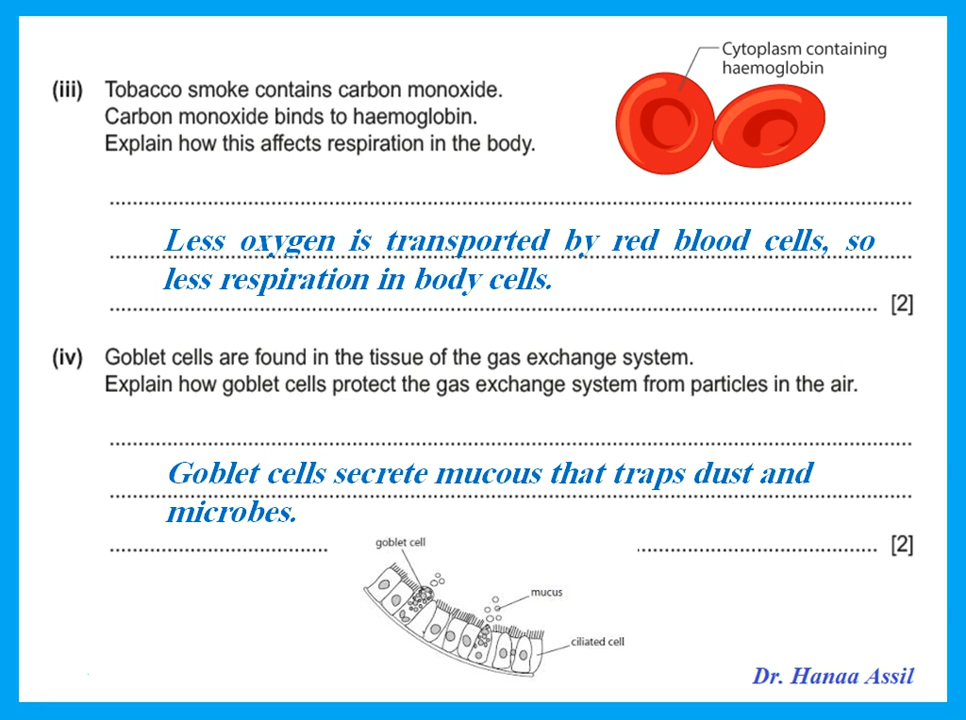 Cytoplasm containing
haemoglobin
(iii) Tobacco smoke contains carbon monoxide.
Carbon monoxide binds to haemoglobin.
Explain how this affects respiration in the body.
Less oxygen is transported by red blood cells, so
less respiration in body cells.
[2]
(iv) Goblet cells are found in the tissue of the gas exchange system.
Explain how goblet cells protect the gas exchange system from particles in the air.
Goblet cells secrete mucous that traps dust and
microbes.
[2]
goblet cell
mucus
ciliated cell
Dr. Hanaa Assil